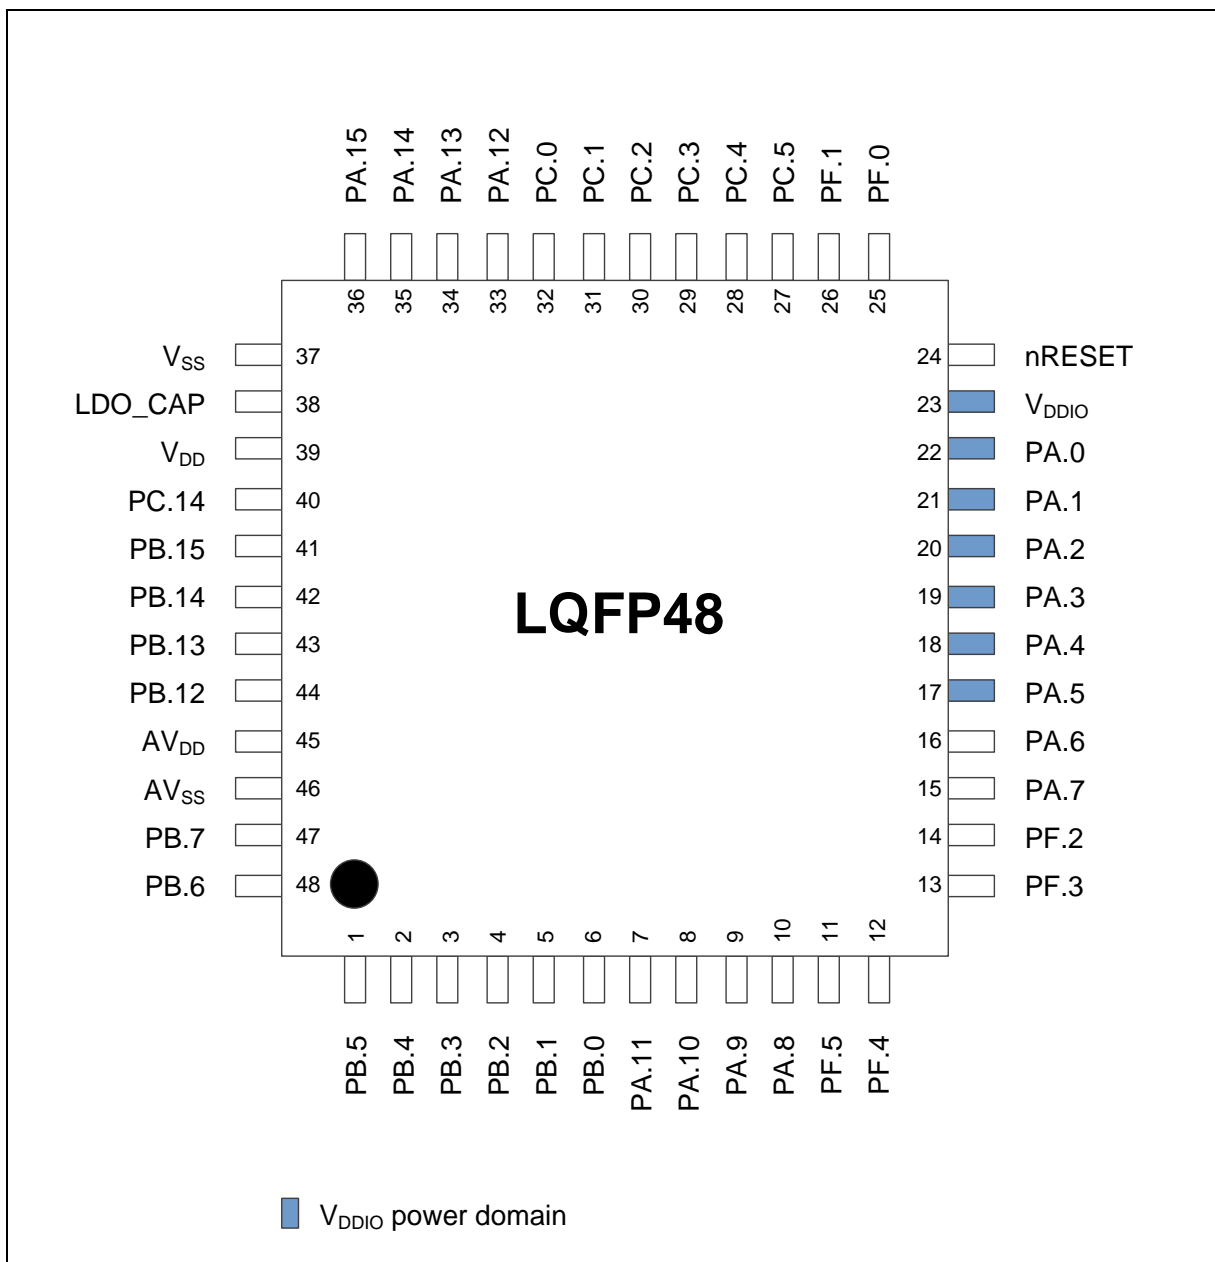 PA.15
PA.14
PA.13
PA.12
PC.0
PC.1
PC.2
PC.3
PC.4
PC.5
PF.1
PF.0
36
35
34
33
32
31
30
29
28
27
26
25
VSS 37
LDO_CAP 38
VDD 39
PC.14 40
PB.15 41
PB.14 42
PB.13 43
PB.12 44
AVDD 45
AVSS 46
PB.7 47
PB.6 48
LQFP48
24 nRESET
23 VDDIO
22 PA.0
21 PA.1
20 PA.2
19 PA.3
18 PA.4
17 PA.5
16 PA.6
15 PA.7
14 PF.2
13 PF.3
1
2
3
4
5
6
7
8
9
10
11
12
PB.5
PB.4
PB.3
PB.2
PB.1
PB.0
PA.11
PA.10
PA.9
PA.8
PF.5
PF.4
VDDIO power domain